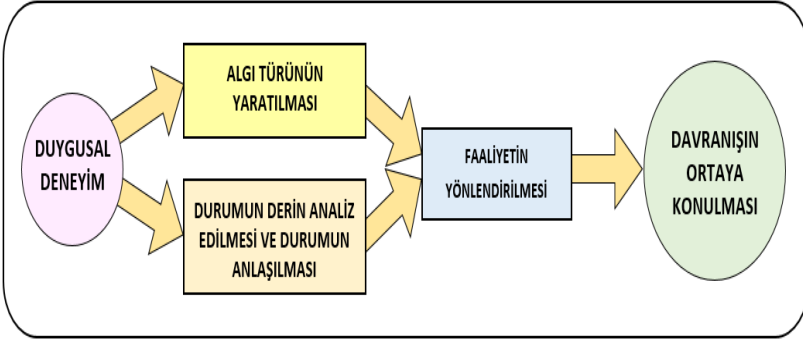 DUYGUSAL
DENEYİM
ALGI TÜRÜNÜN
YARATILMASI
DURUMUN DERİN ANALİZ
EDİLMESİ VE DURUMUN
ANLAŞILMASI
FAALİYETİN
YÖNLENDİRİLMESİ
DAVRANIŞIN
ORTAYA
KONULMASI